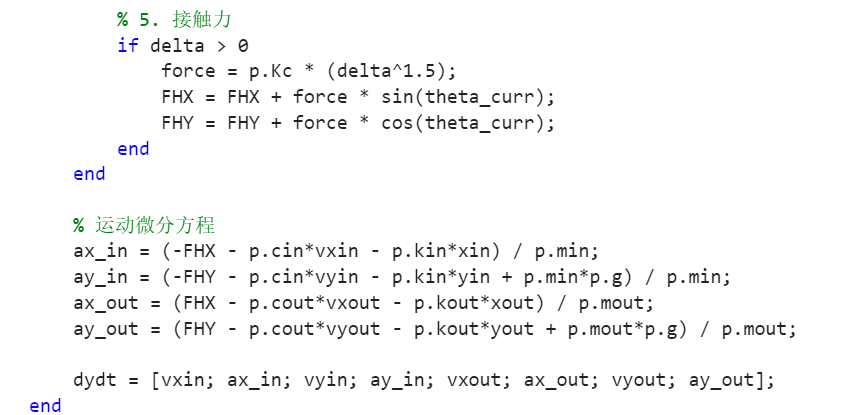 % 5. 接触力
if delta > 0
force = p.Kc * (delta^1.5);
FHX = FHX + force * sin(theta_curr);
FHY = FHY + force * cos(theta_curr);
end
end
% 运动微分方程
ax_in = (-FHX - p.cin*vxin - p.kin*xin) / p.min;
ay_in = (-FHY - p.cin*vyin - p.kin*yin + p.min*p.g) / p.min;
ax_out = (FHX - p.cout*vxout - p.kout*xout) / p.mout;
ay_out = (FHY - p.cout*vyout - p.kout*yout + p.mout*p.g) / p.mout;
dydt = [vxin; ax_in; vyin; ay_in; vxout; ax_out; vyout; ay_out];
end